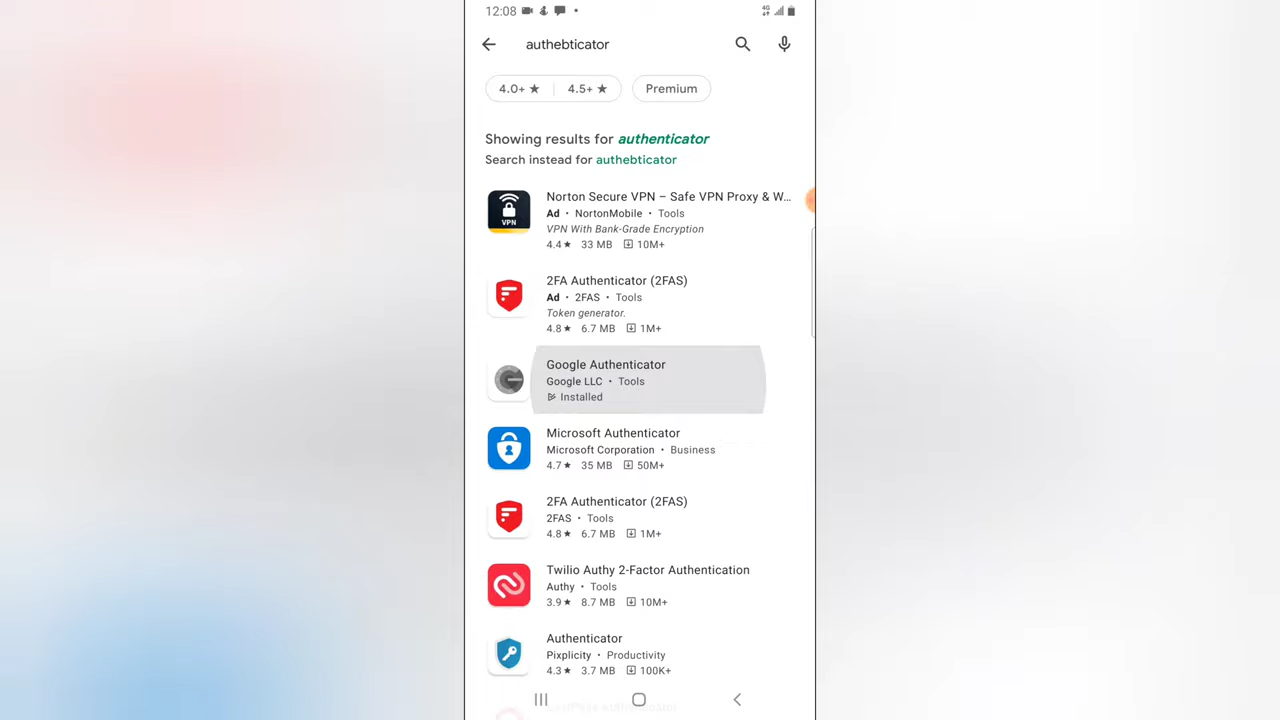 12:08
4G
authebticator
4.0+ ★ 4.5+ ★ Premium
Showing results for authenticator
Search instead for authebticator
VPN
Norton Secure VPN – Safe VPN Proxy & W...
Ad • NortonMobile • Tools
VPN With Bank-Grade Encryption
4.4★ 33 MB 10M+
2FA Authenticator (2FAS)
Ad • 2FAS • Tools
Token generator.
4.8★ 6.7 MB 1M+
Google Authenticator
Google LLC • Tools
Installed
Microsoft Authenticator
Microsoft Corporation • Business
4.7★ 35 MB 50M+
2FA Authenticator (2FAS)
2FAS • Tools
4.8★ 6.7 MB 1M+
Twilio Authy 2-Factor Authentication
Authy • Tools
3.9★ 8.7 MB 10M+
Authenticator
Pixplicity • Productivity
4.3★ 3.7 MB 100K+